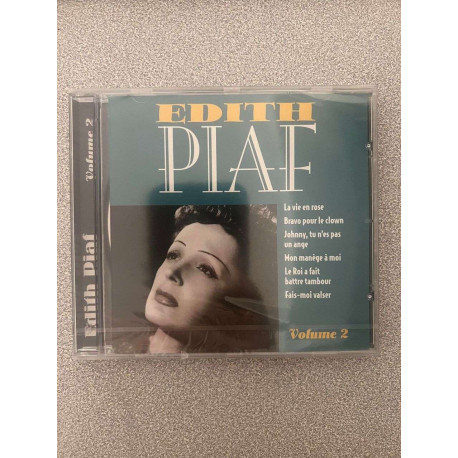 EDITH
PIAF
La vie en rose
Bravo pour le clown
Johnny, tu n'es pas
un ange
Mon manège à moi
Le Roi a fait
battre tambour
Fais-moi valser
Volume 2
Edith Piaf
Volume 2